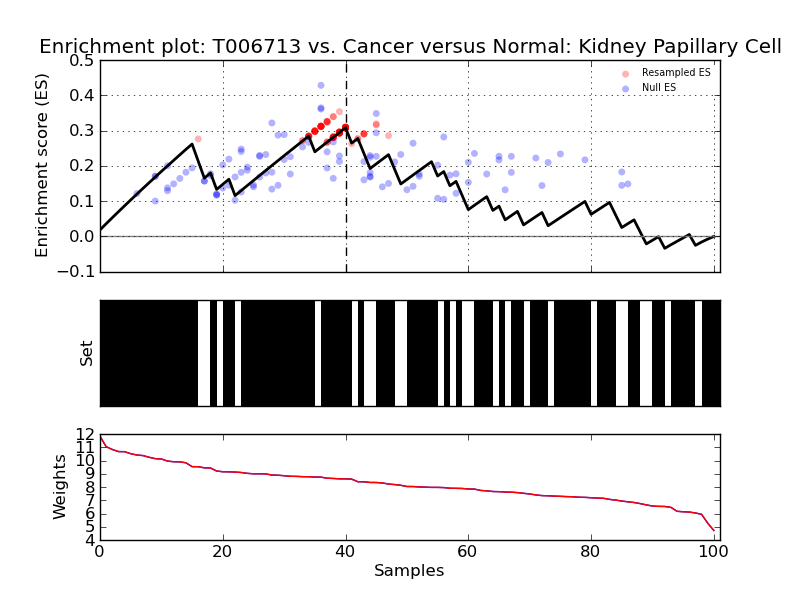 Enrichment plot: T006713 vs. Cancer versus Normal: Kidney Papillary Cell
Enrichment score (ES)
0.5
0.4
0.3
0.2
0.1
0.0
−0.1
Resampled ES
Null ES
Set
Weights
12
11
10
9
8
7
6
5
4
0 20 40 60 80 100
Samples